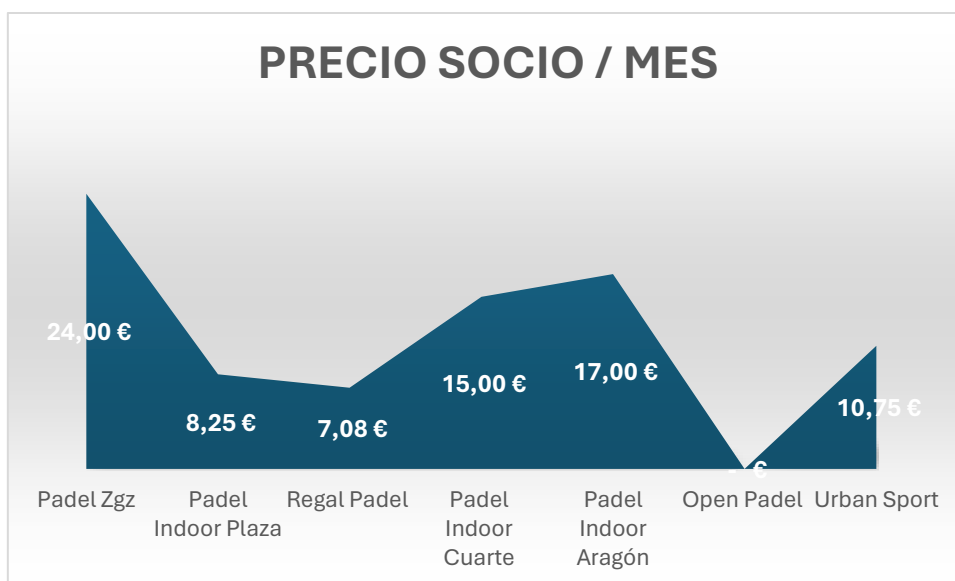 PRECIO SOCIO / MES
24,00 €
8,25 €
7,08 €
15,00 €
17,00 €
- €
10,75 €
Padel Zgz
Padel
Indoor Plaza
Regal Padel
Padel
Indoor
Cuarte
Padel
Indoor
Aragón
Open Padel
Urban Sport